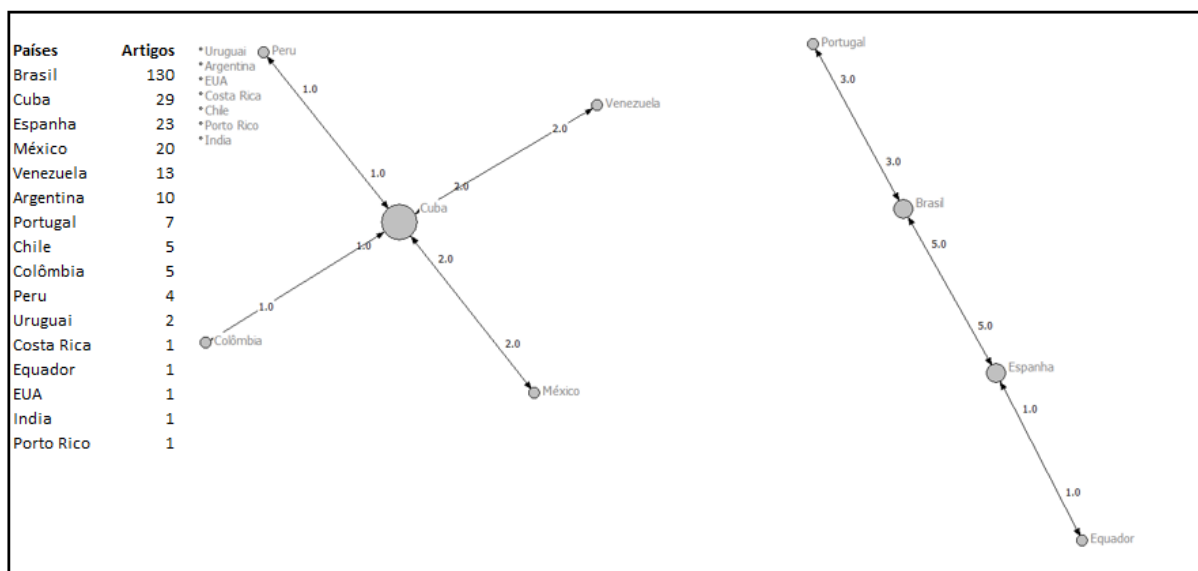 Países Artigos
Brasil 130
Cuba 29
Espanha 23
México 20
Venezuela 13
Argentina 10
Portugal 7
Chile 5
Colômbia 5
Peru 4
Uruguai 2
Costa Rica 1
Equador 1
EUA 1
India 1
Porto Rico 1
Uruguai
Argentina
EUA
Costa Rica
Chile
Porto Rico
India
Peru
1.0
1.0
Venezuela
2.0
2.0
Cuba
1.0
1.0
Colômbia
2.0
2.0
México
Portugal
3.0
3.0
Brasil
5.0
5.0
Espanha
1.0
1.0
Equador